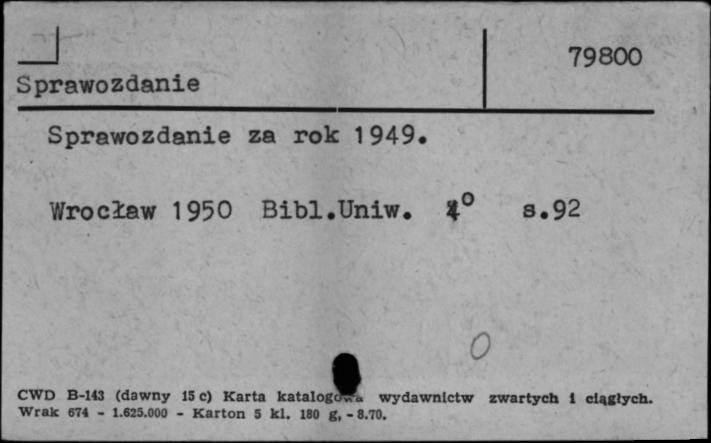 79800
Sprawozdanie
Sprawozdanie za rok 1949.
Wrocław 1950 Bibl.Uniw. 4° s.92
CWD B-143 (dawny 15 c) Karta katalogowa wydawnictw zwartych i ciągłych.
Wrak 674 - 1.625.000 - Karton 5 kl. 180 g, - 8.70.